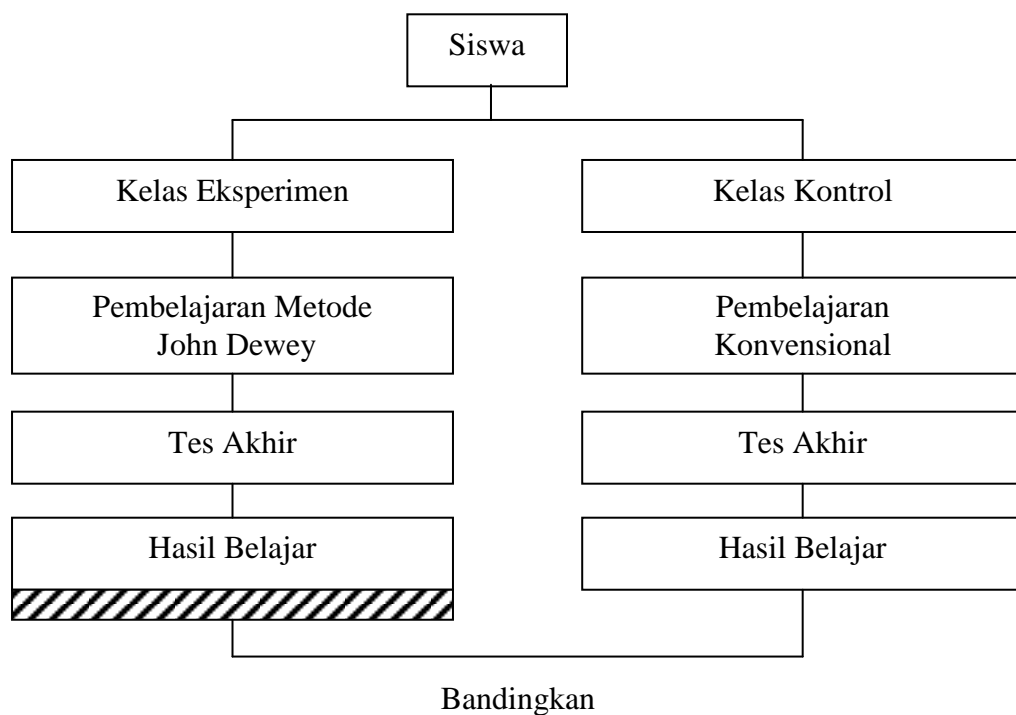 Siswa
Kelas Eksperimen
Kelas Kontrol
Pembelajaran Metode
John Dewey
Pembelajaran
Konvensional
Tes Akhir
Tes Akhir
Hasil Belajar
Hasil Belajar
Bandingkan